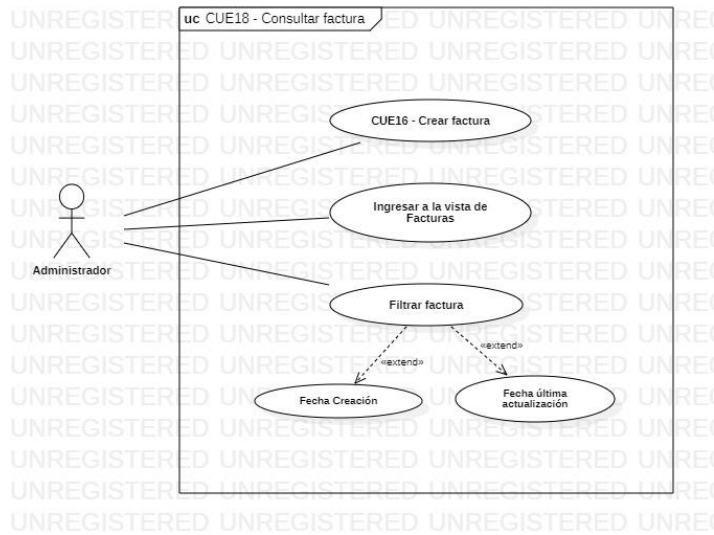 uc CUE18 - Consultar factura
CUE16 - Crear factura
Ingresar a la vista de
Facturas
Administrador
Filtrar factura
«extend»
«extend»
Fecha Creación
Fecha última
actualización
UNREGISTERED UNREGISTERED UNREGISTERED UNREG